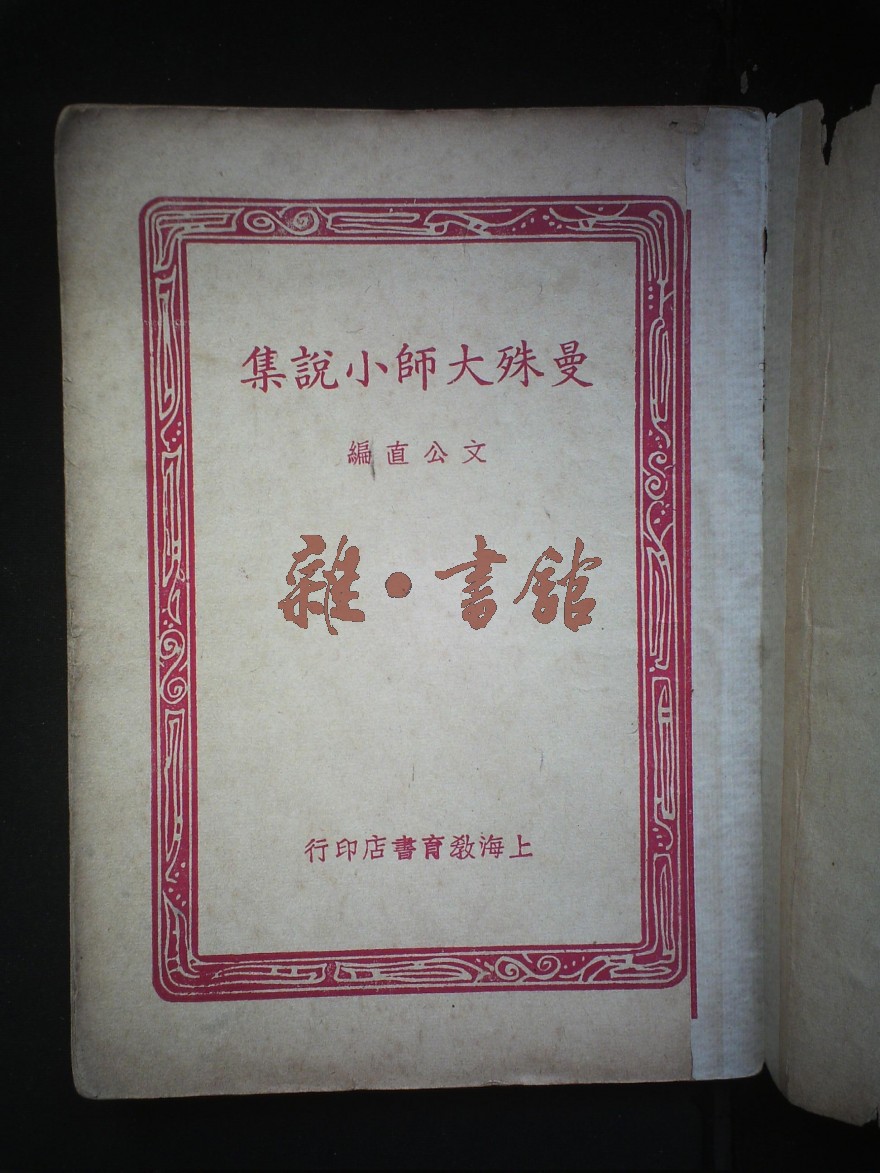 曼殊大師小說集
文公直編
雜·書館
上海教育書店印行